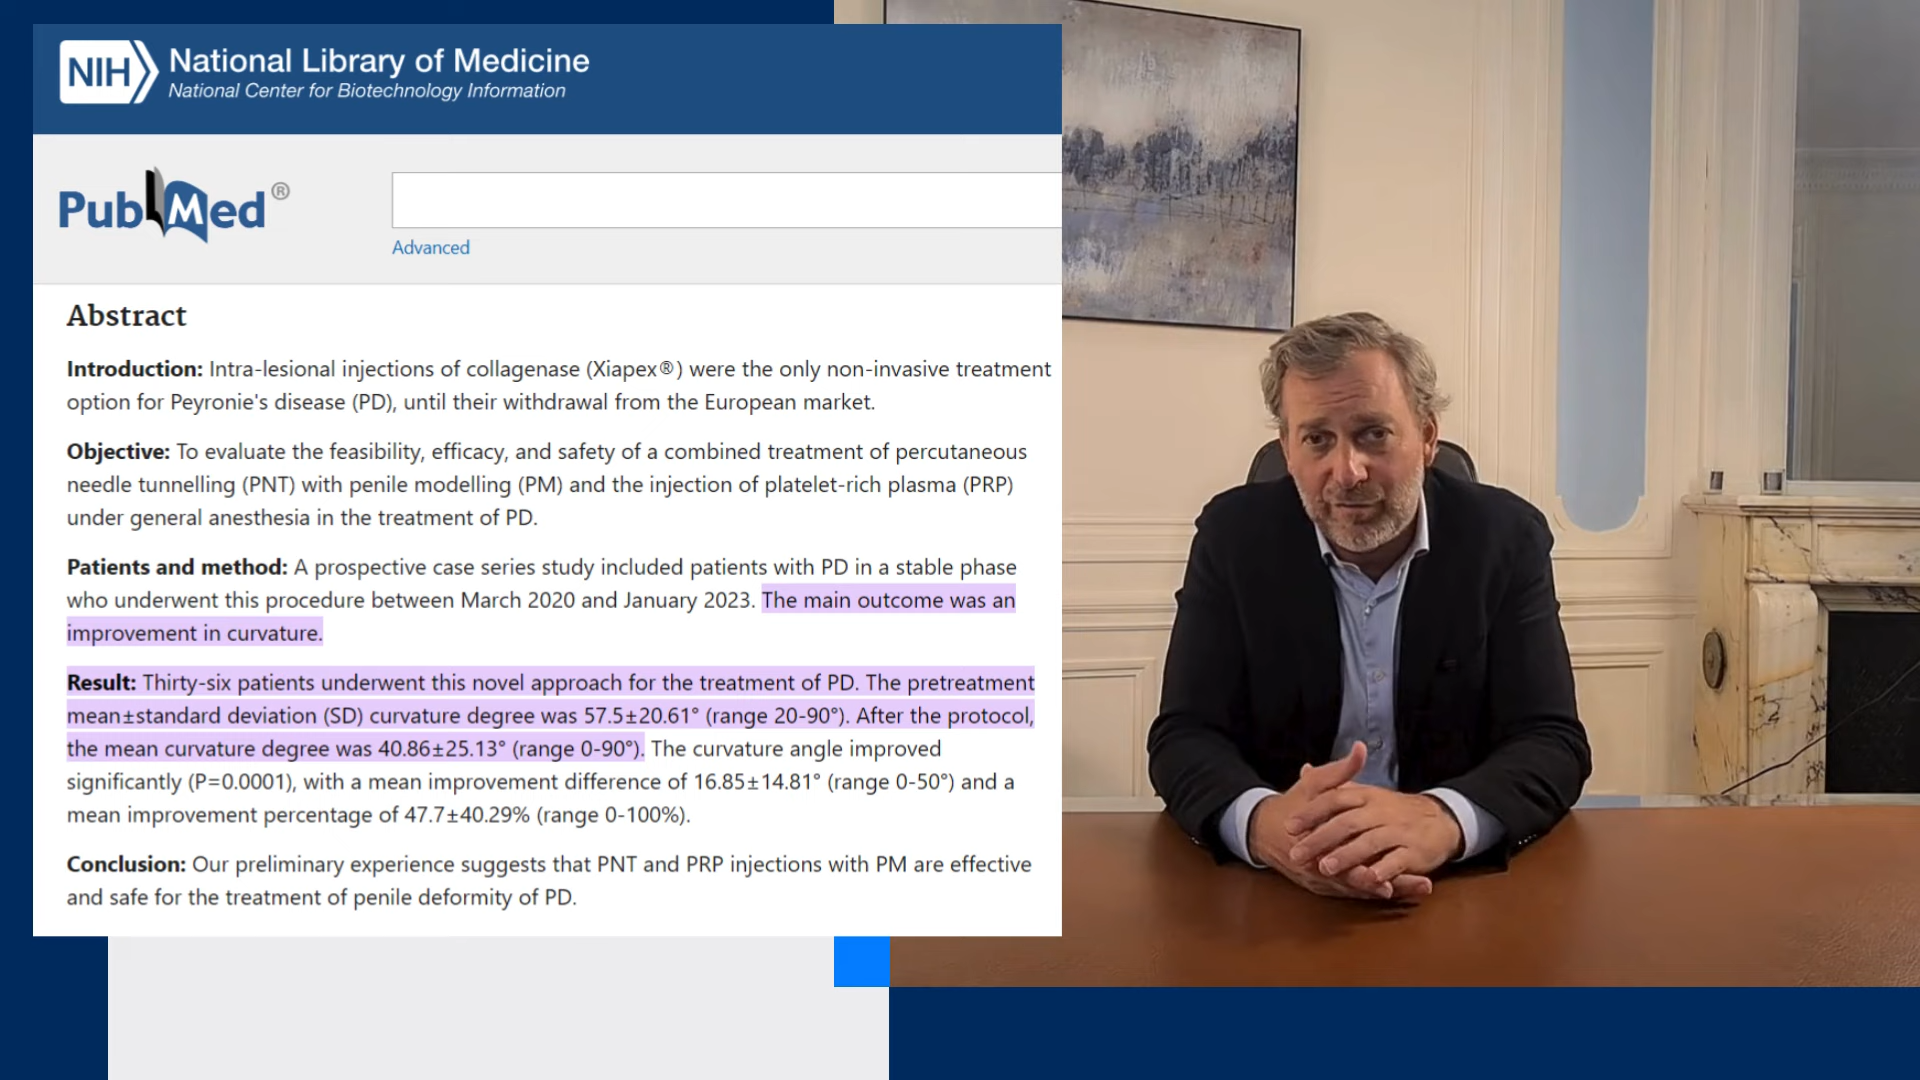 NIH National Library of Medicine
National Center for Biotechnology Information
PubMed®
Advanced
Abstract
Introduction: Intra-lesional injections of collagenase (Xiapex®) were the only non-invasive treatment
option for Peyronie's disease (PD), until their withdrawal from the European market.
Objective: To evaluate the feasibility, efficacy, and safety of a combined treatment of percutaneous
needle tunnelling (PNT) with penile modelling (PM) and the injection of platelet-rich plasma (PRP)
under general anesthesia in the treatment of PD.
Patients and method: A prospective case series study included patients with PD in a stable phase
who underwent this procedure between March 2020 and January 2023. The main outcome was an
improvement in curvature.
Result: Thirty-six patients underwent this novel approach for the treatment of PD. The pretreatment
mean±standard deviation (SD) curvature degree was 57.5±20.61° (range 20-90°). After the protocol,
the mean curvature degree was 40.86±25.13° (range 0-90°). The curvature angle improved
significantly (P=0.0001), with a mean improvement difference of 16.85±14.81° (range 0-50°) and a
mean improvement percentage of 47.7±40.29% (range 0-100%).
Conclusion: Our preliminary experience suggests that PNT and PRP injections with PM are effective
and safe for the treatment of penile deformity of PD.